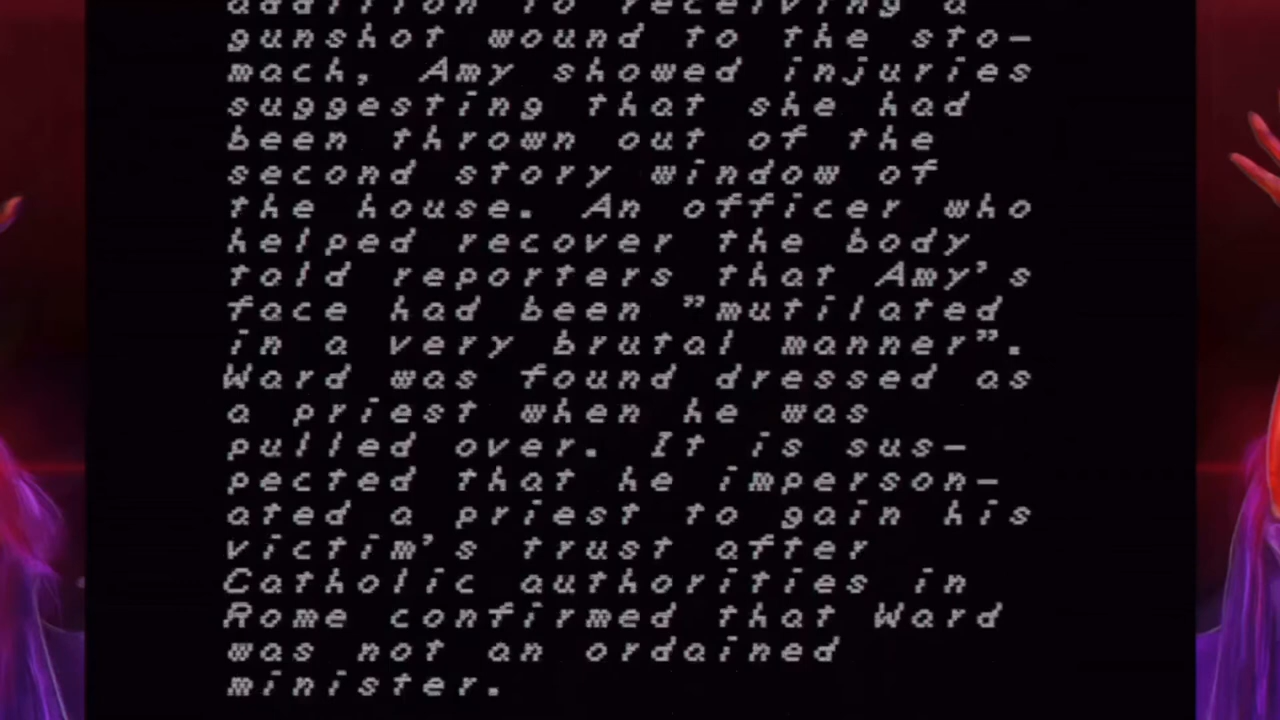 addition to receiving a
gunshot wound to the sto-
mach, Amy showed injuries
suggesting that she had
been thrown out of the
second story window of
the house. An officer who
helped recover the body
told reporters that Amy's
face had been "mutilated
in a very brutal manner".
Ward was found dressed as
a priest when he was
pulled over. It is sus-
pected that he imperson-
ated a priest to gain his
victim's trust after
Catholic authorities in
Rome confirmed that Ward
was not an ordained
minister.